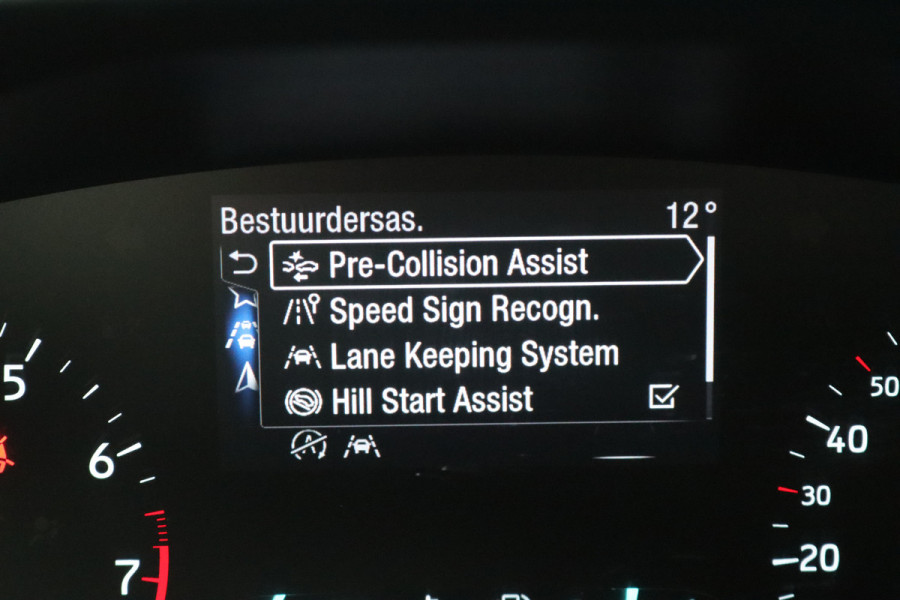 Bestuurdersas. 12°
Pre-Collision Assist
Speed Sign Recogn.
Lane Keeping System
Hill Start Assist
5
6
7
50
40
30
20